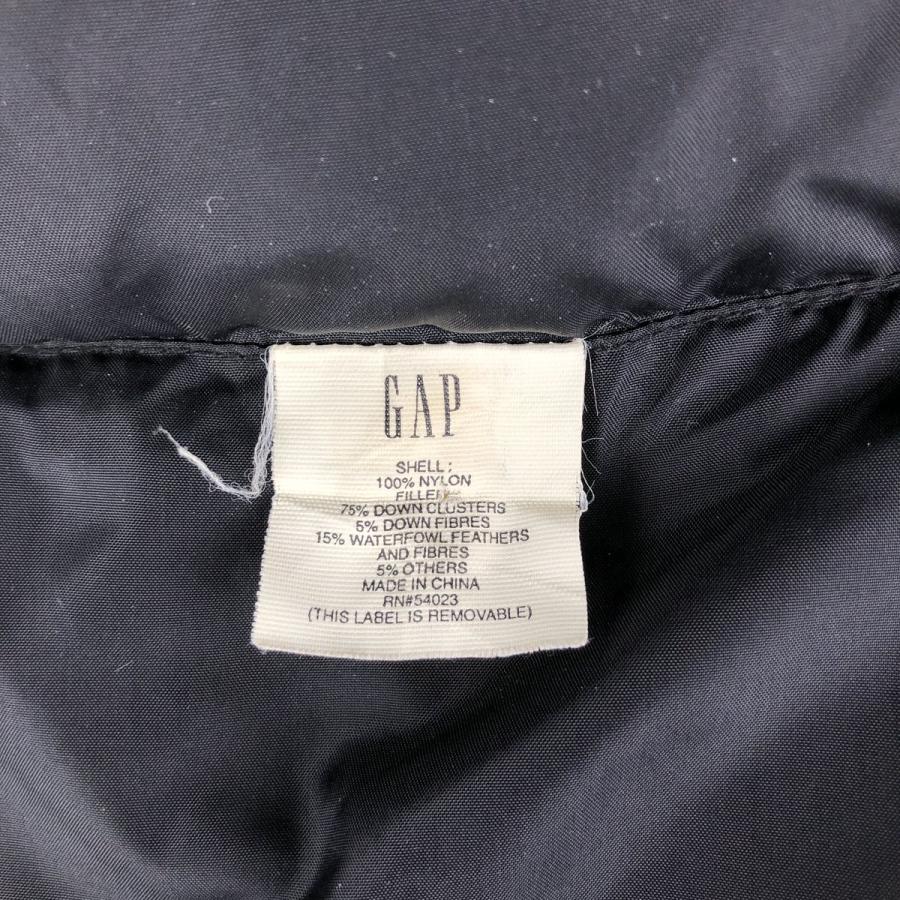 GAP
SHELL:
100% NYLON
FILLER
75% DOWN CLUSTERS
5% DOWN FIBRES
15% WATERFOWL FEATHERS
AND FIBRES
5% OTHERS
MADE IN CHINA
RN#54023
(THIS LABEL IS REMOVABLE)